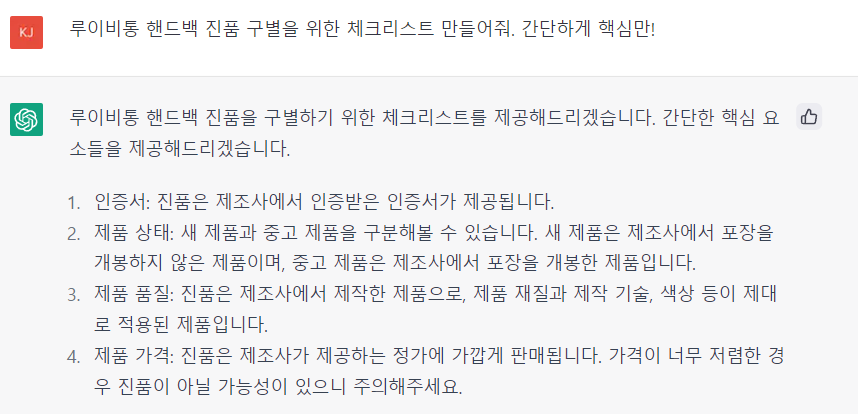 KJ
루이비통 핸드백 진품 구별을 위한 체크리스트 만들어줘. 간단하게 핵심만!
루이비통 핸드백 진품을 구별하기 위한 체크리스트를 제공해드리겠습니다. 간단한 핵심 요
소들을 제공해드리겠습니다.
1. 인증서: 진품은 제조사에서 인증받은 인증서가 제공됩니다.
2. 제품 상태: 새 제품과 중고 제품을 구분해볼 수 있습니다. 새 제품은 제조사에서 포장을
개봉하지 않은 제품이며, 중고 제품은 제조사에서 포장을 개봉한 제품입니다.
3. 제품 품질: 진품은 제조사에서 제작한 제품으로, 제품 재질과 제작 기술, 색상 등이 제대
로 적용된 제품입니다.
4. 제품 가격: 진품은 제조사가 제공하는 정가에 가깝게 판매됩니다. 가격이 너무 저렴한 경
우 진품이 아닐 가능성이 있으니 주의해주세요.